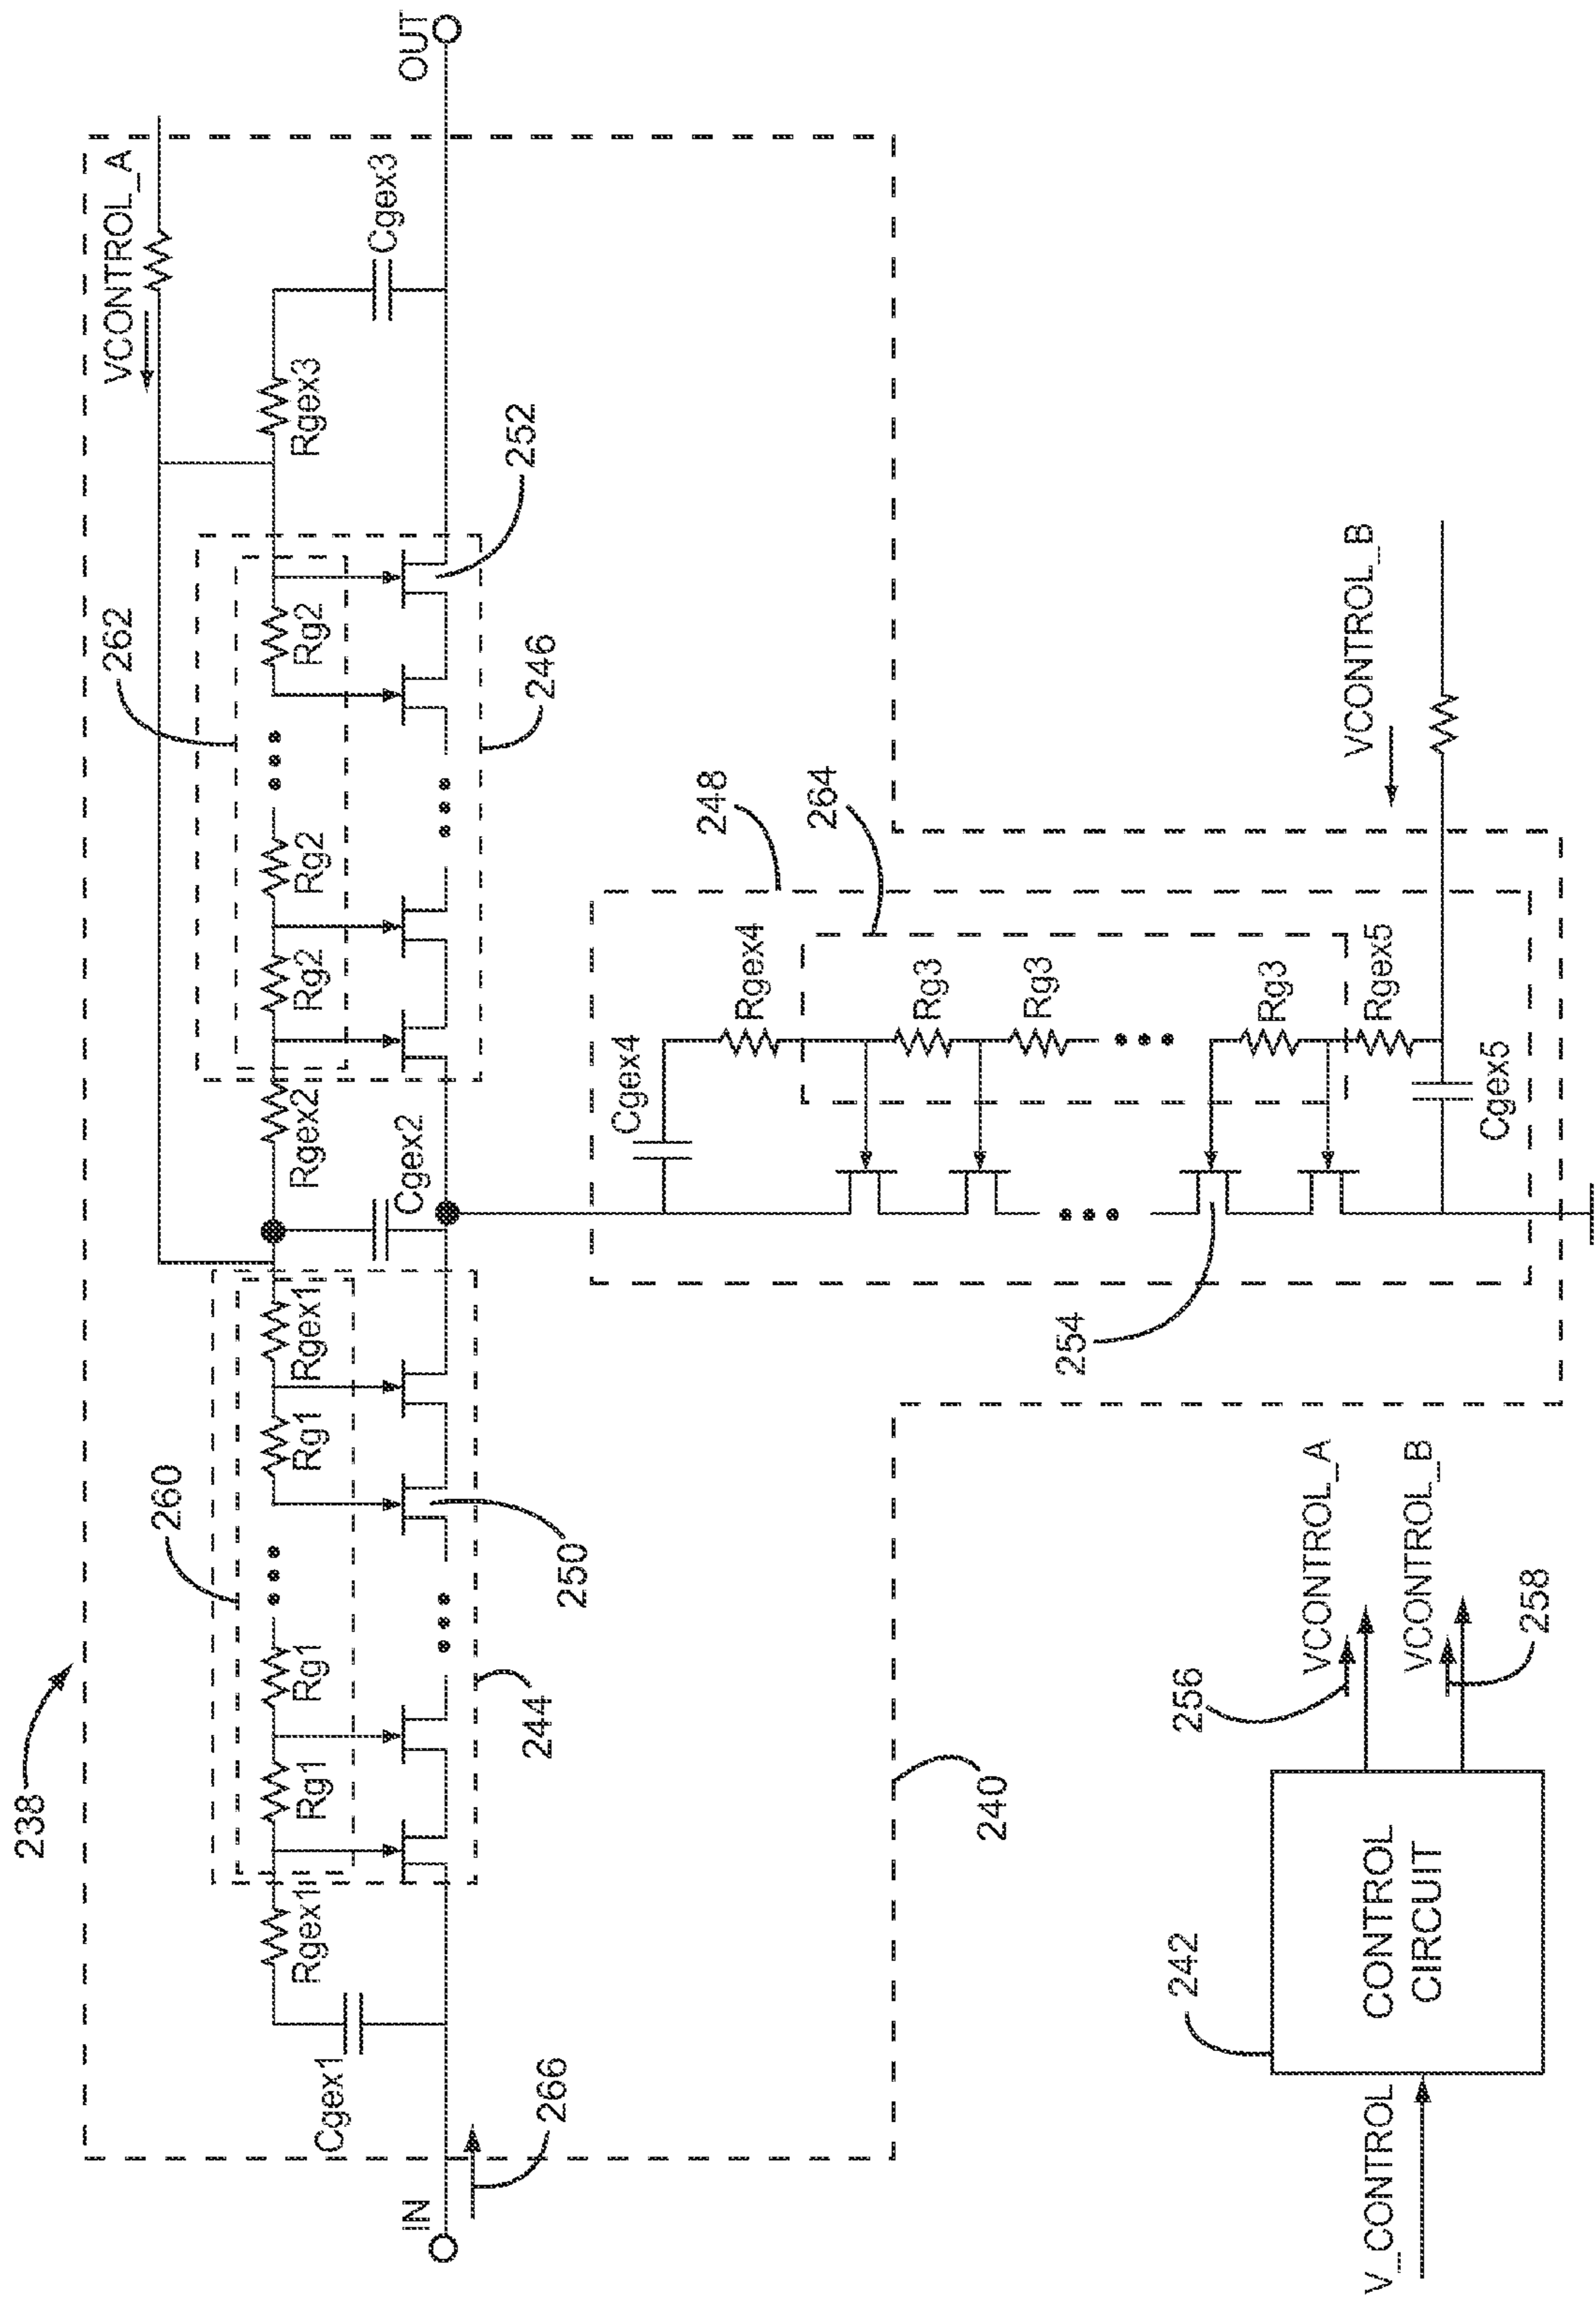 238
VCONTROL_A
OUT
262
260
Cgex1
Rgex1
Rg1
Rg1
Rg1
Rgex1
Rgex2
Rg2
Rg2
Rg2
Rgex3
Cgex3
Cgex2
IN
266
244
250
246
252
240
248
264
Cgex4
Rgex4
Rg3
Rg3
Rg3
Rgex5
Cgex5
254
VCONTROL_B
V_CONTROL
242
CONTROL
CIRCUIT
256
VCONTROL_A
VCONTROL_B
258